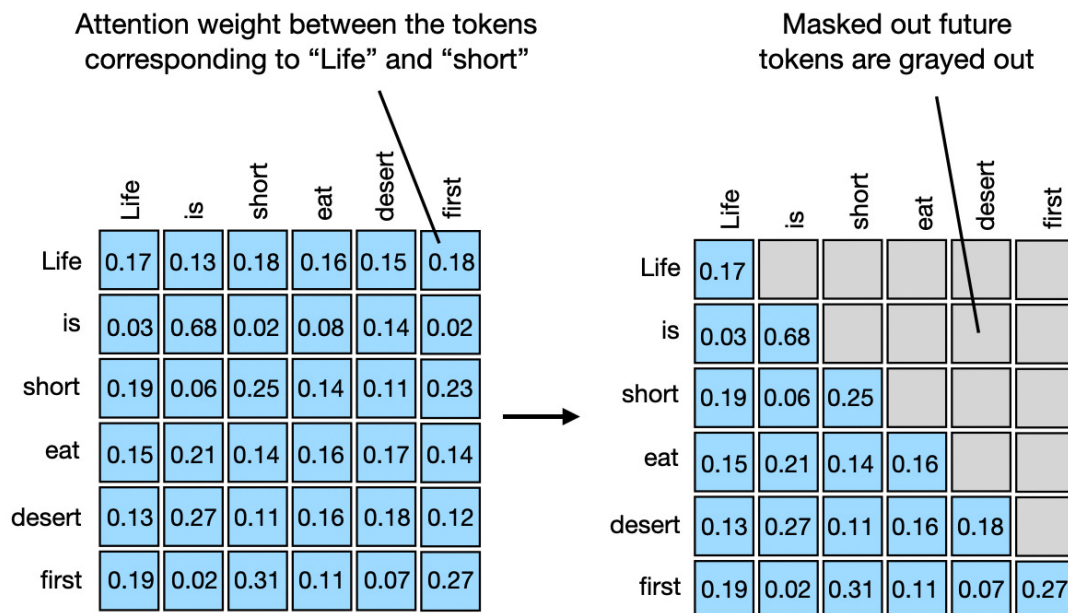 Attention weight between the tokens
corresponding to “Life” and “short”
Masked out future
tokens are grayed out
Life is short eat desert first
Life 0.17 0.13 0.18 0.16 0.15 0.18
is 0.03 0.68 0.02 0.08 0.14 0.02
short 0.19 0.06 0.25 0.14 0.11 0.23
eat 0.15 0.21 0.14 0.16 0.17 0.14
desert 0.13 0.27 0.11 0.16 0.18 0.12
first 0.19 0.02 0.31 0.11 0.07 0.27
Life is short eat desert first
Life 0.17
is 0.03 0.68
short 0.19 0.06 0.25
eat 0.15 0.21 0.14 0.16
desert 0.13 0.27 0.11 0.16 0.18
first 0.19 0.02 0.31 0.11 0.07 0.27